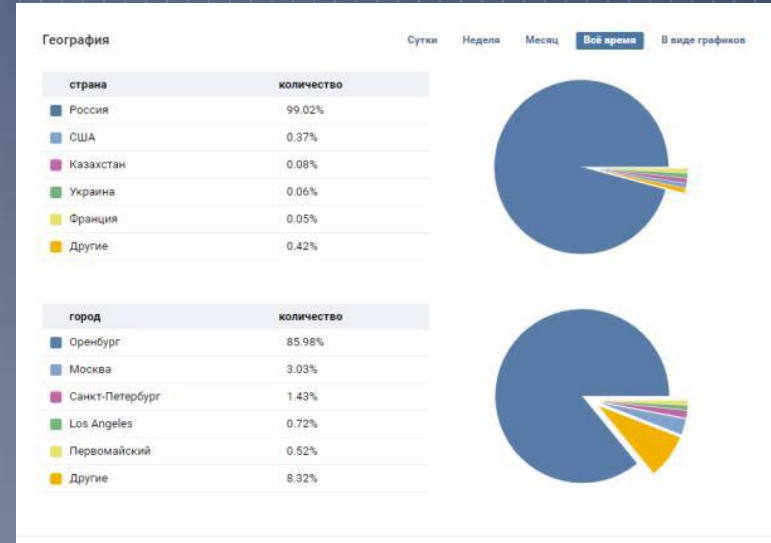 География Сутки Неделя Месяц Всё время В виде графиков
страна количество
Россия 99.02%
США 0.37%
Казахстан 0.08%
Украина 0.06%
Франция 0.05%
Другие 0.42%
город количество
Оренбург 85.98%
Москва 3.03%
Санкт-Петербург 1.43%
Los Angeles 0.72%
Первомайский 0.52%
Другие 8.32%